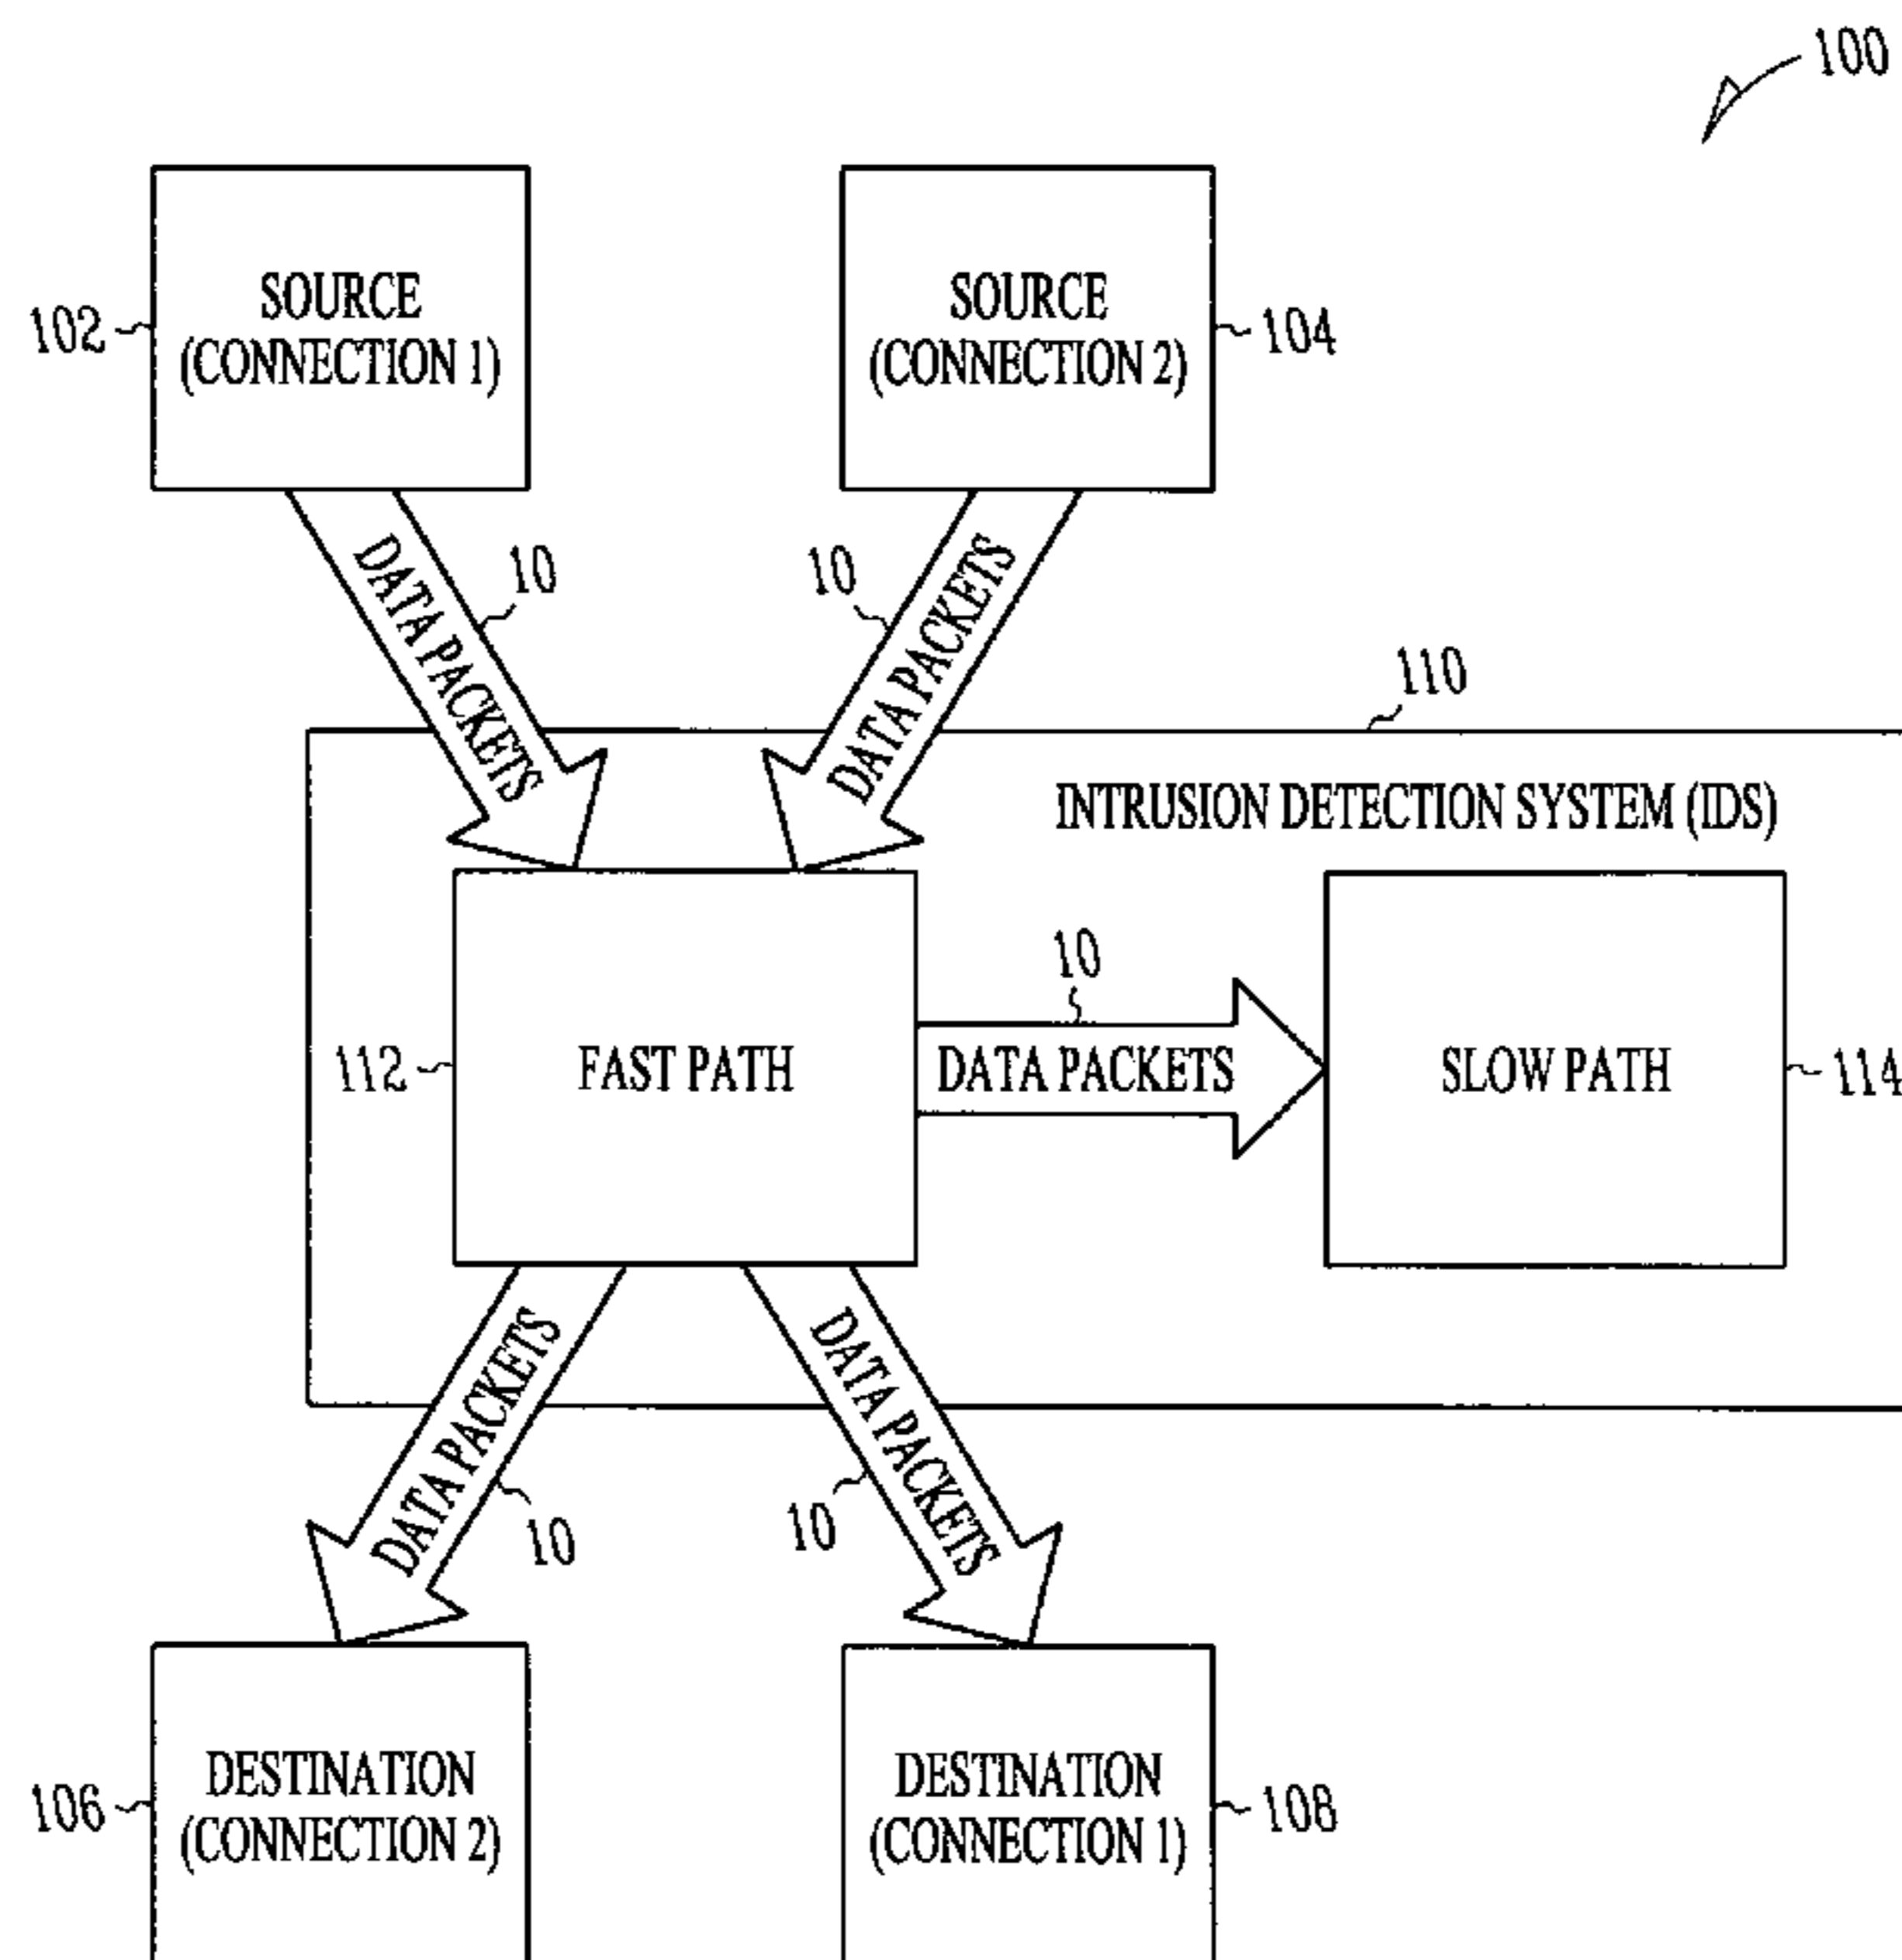 100
SOURCE
(CONNECTION 1)
102
SOURCE
(CONNECTION 2)
104
DATA PACKETS
10
10
DATA PACKETS
110
INTRUSION DETECTION SYSTEM (IDS)
112
FAST PATH
10
DATA PACKETS
SLOW PATH
114
DATA PACKETS
10
10
DATA PACKETS
106
DESTINATION
(CONNECTION 2)
DESTINATION
(CONNECTION 1)
108